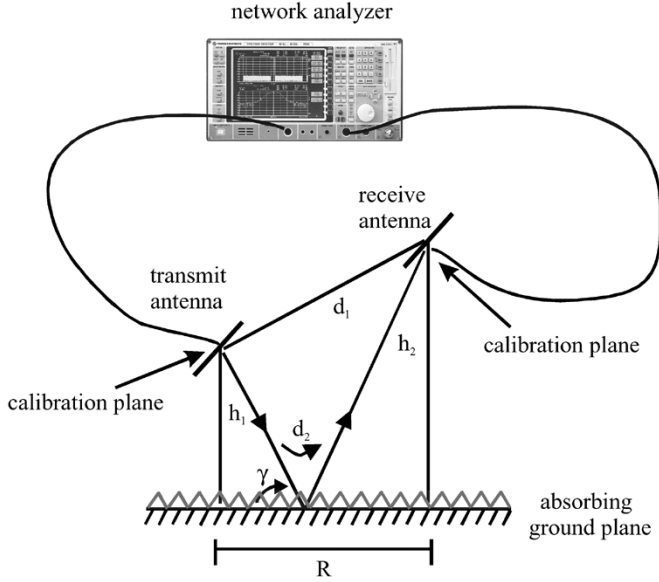 network analyzer
receive
antenna
transmit
antenna
d₁
h₂
calibration plane
calibration plane
h₁
d₂
γ
absorbing
ground plane
R